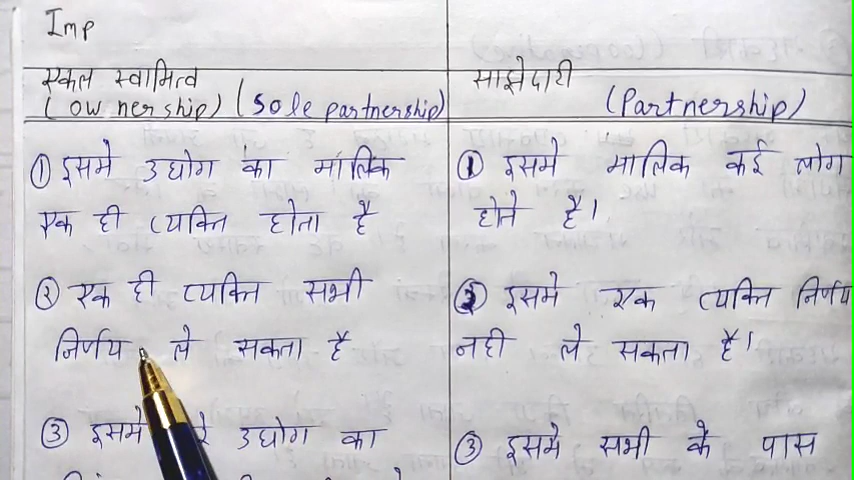 Imp
एकल स्वामित्व
(ow nership) (sole partnership)
साझेदारी
(Partnership)
① इसमे उद्योग का मालिक
एक ही व्यक्ति होता है
② एक ही व्यक्ति सभी
निर्णय ले सकता है
③ इसमे रे उद्योग का
① इसमे मालिक कई लोग
होते है।
② इसमे एक व्यक्ति निर्णय
नही ले सकता है।
③ इसमे सभी के पास